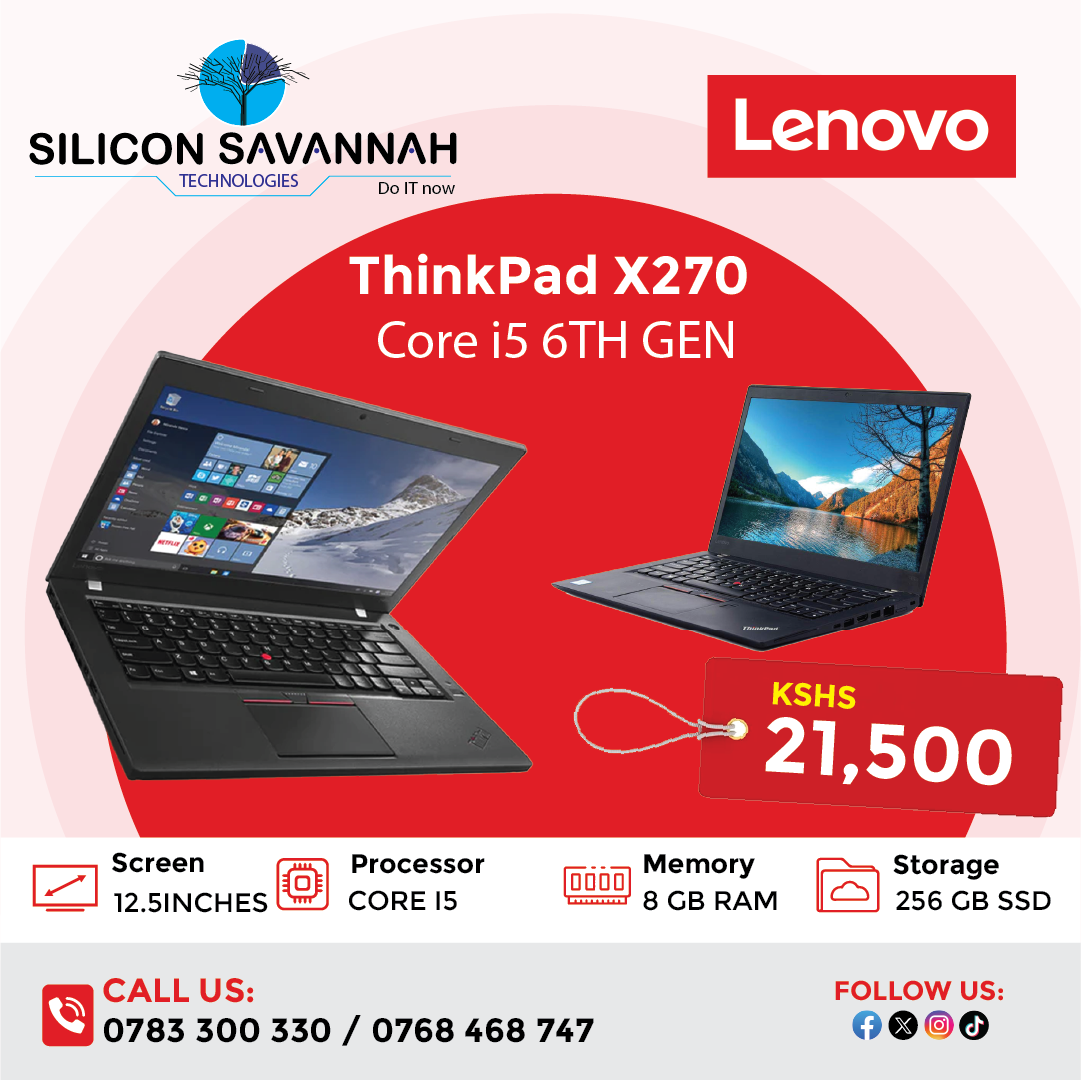 SILICON SAVANNAH
TECHNOLOGIES
Do IT now
Lenovo
ThinkPad X270
Core i5 6TH GEN
NETFLIX
ThinkPad
KSHS
21,500
Screen
12.5INCHES
Processor
CORE I5
Memory
8 GB RAM
Storage
256 GB SSD
CALL US:
0783 300 330 / 0768 468 747
FOLLOW US: